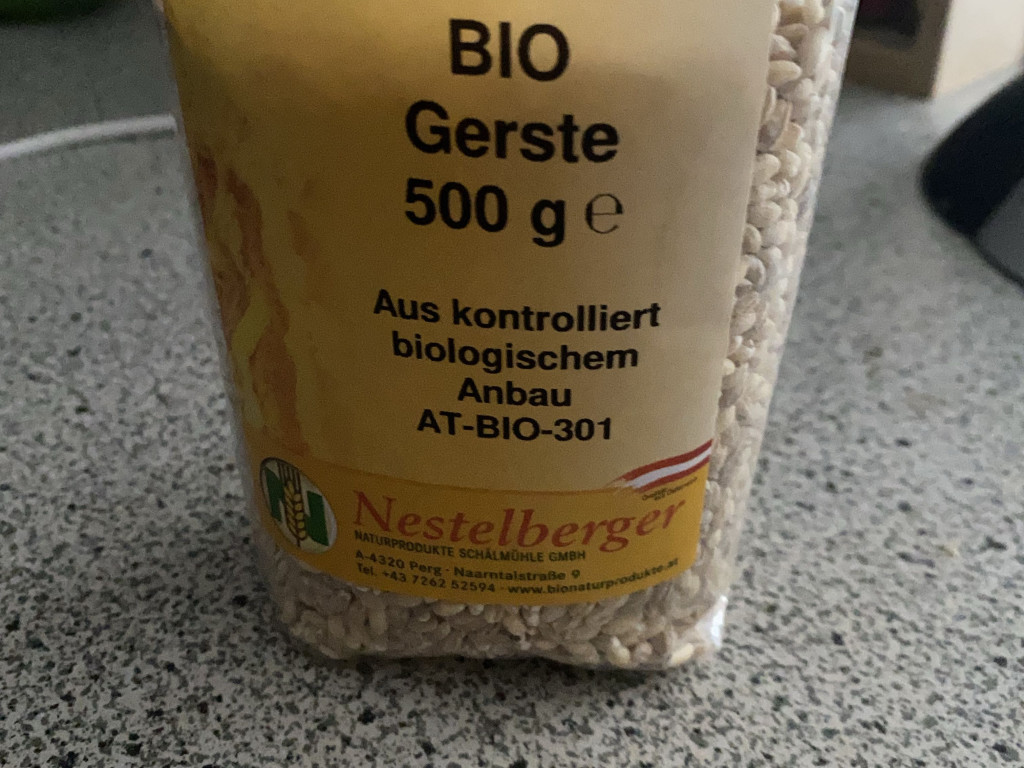 BIO
Gerste
500 g ℮
Aus kontrolliert
biologischem
Anbau
AT-BIO-301
N
Nestelberger
NATURPRODUKTE SCHÄLMÜHLE GMBH
A-4320 Perg · Naarntalstraße 9
Tel. +43 7262 52594 · www.bionaturprodukte.at